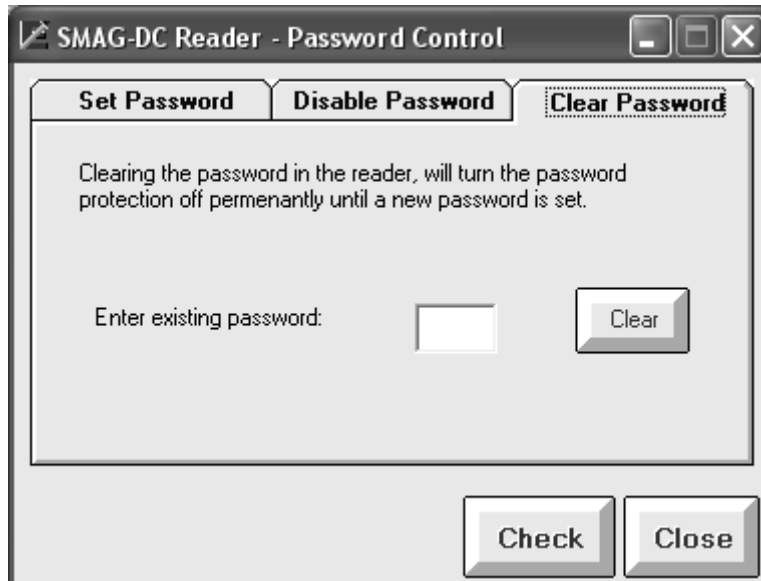 SMAG-DC Reader - Password Control
Set Password Disable Password Clear Password
Clearing the password in the reader, will turn the password
protection off permenantly until a new password is set.
Enter existing password: Clear
Check Close